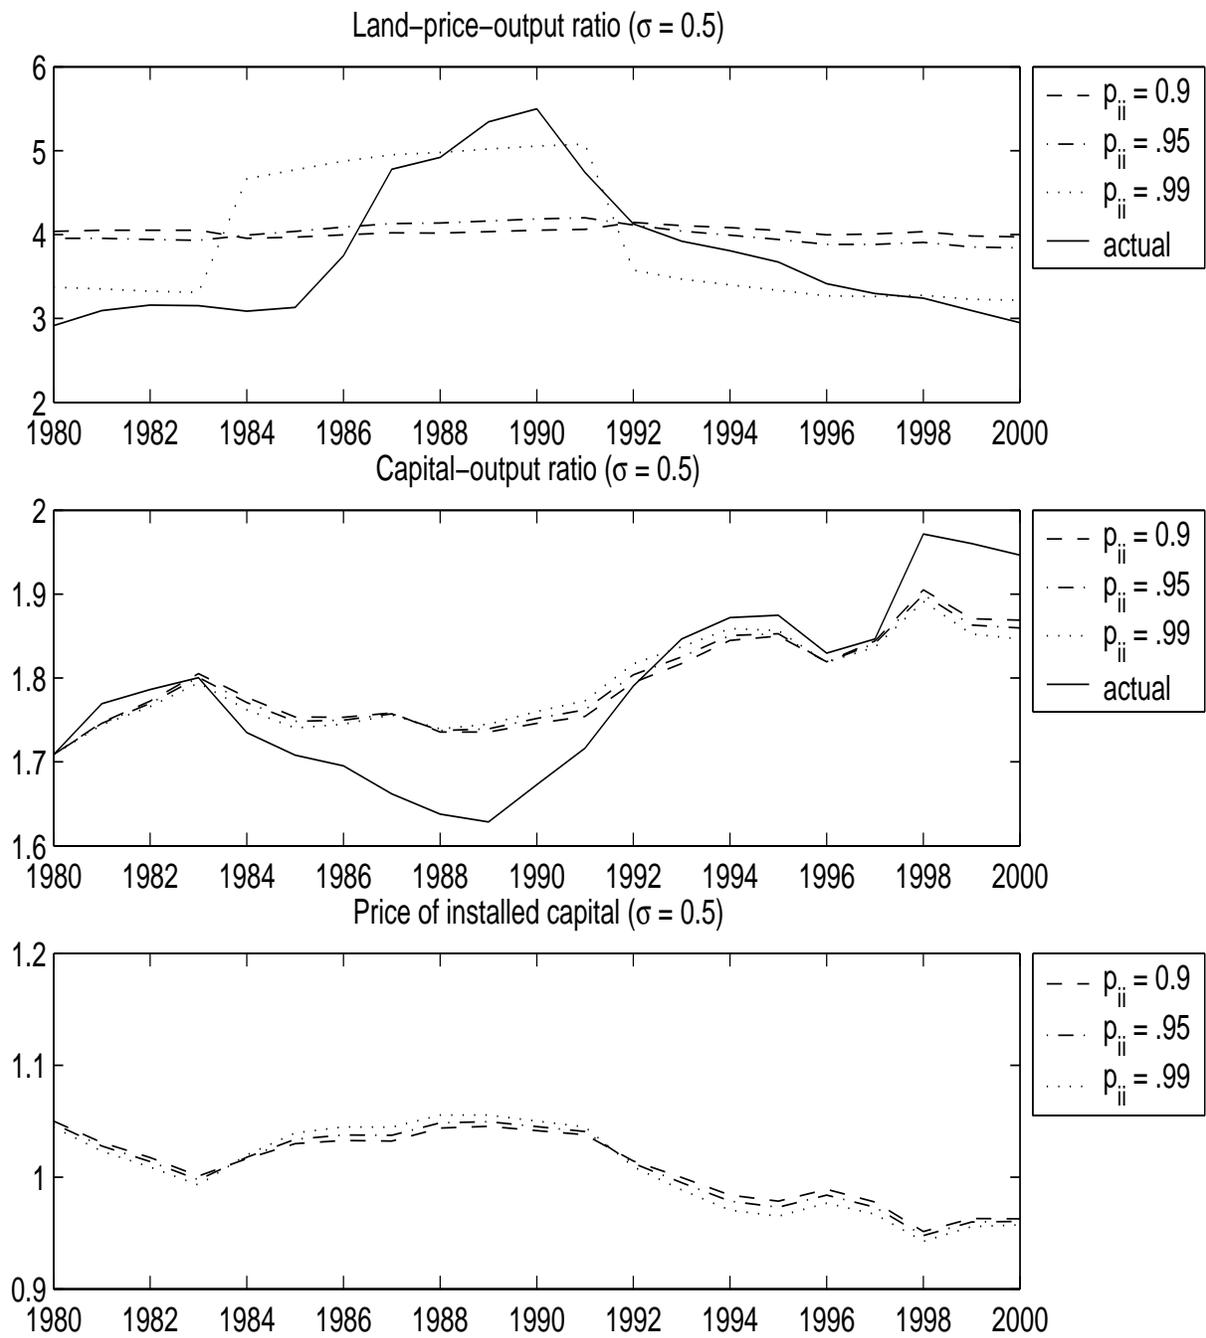 Land−price−output ratio (σ = 0.5)
6
5
4
3
2
1980 1982 1984 1986 1988 1990 1992 1994 1996 1998 2000
p_ii = 0.9
p_ii = .95
p_ii = .99
actual
Capital−output ratio (σ = 0.5)
2
1.9
1.8
1.7
1.6
1980 1982 1984 1986 1988 1990 1992 1994 1996 1998 2000
p_ii = 0.9
p_ii = .95
p_ii = .99
actual
Price of installed capital (σ = 0.5)
1.2
1.1
1
0.9
1980 1982 1984 1986 1988 1990 1992 1994 1996 1998 2000
p_ii = 0.9
p_ii = .95
p_ii = .99